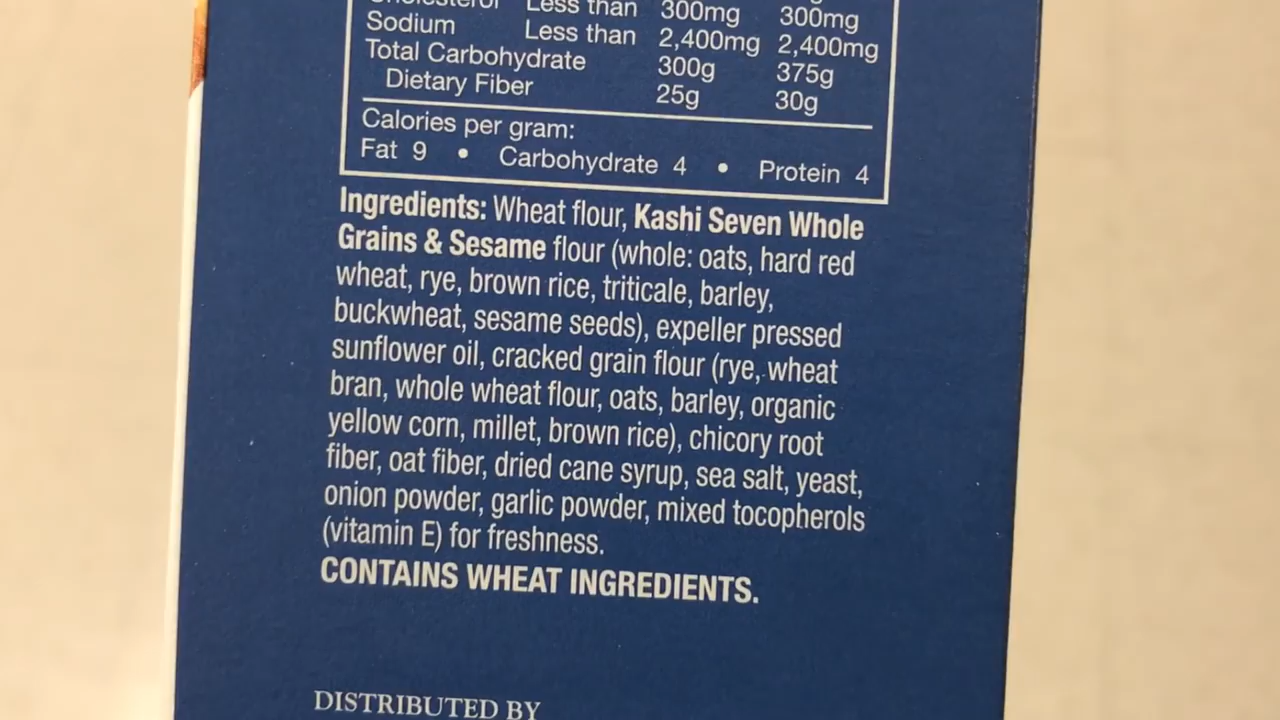 Cholesterol Less than 300mg 300mg
Sodium Less than 2,400mg 2,400mg
Total Carbohydrate 300g 375g
Dietary Fiber 25g 30g
Calories per gram:
Fat 9 • Carbohydrate 4 • Protein 4
Ingredients: Wheat flour, Kashi Seven Whole
Grains & Sesame flour (whole: oats, hard red
wheat, rye, brown rice, triticale, barley,
buckwheat, sesame seeds), expeller pressed
sunflower oil, cracked grain flour (rye, wheat
bran, whole wheat flour, oats, barley, organic
yellow corn, millet, brown rice), chicory root
fiber, oat fiber, dried cane syrup, sea salt, yeast,
onion powder, garlic powder, mixed tocopherols
(vitamin E) for freshness.
CONTAINS WHEAT INGREDIENTS.
DISTRIBUTED BY